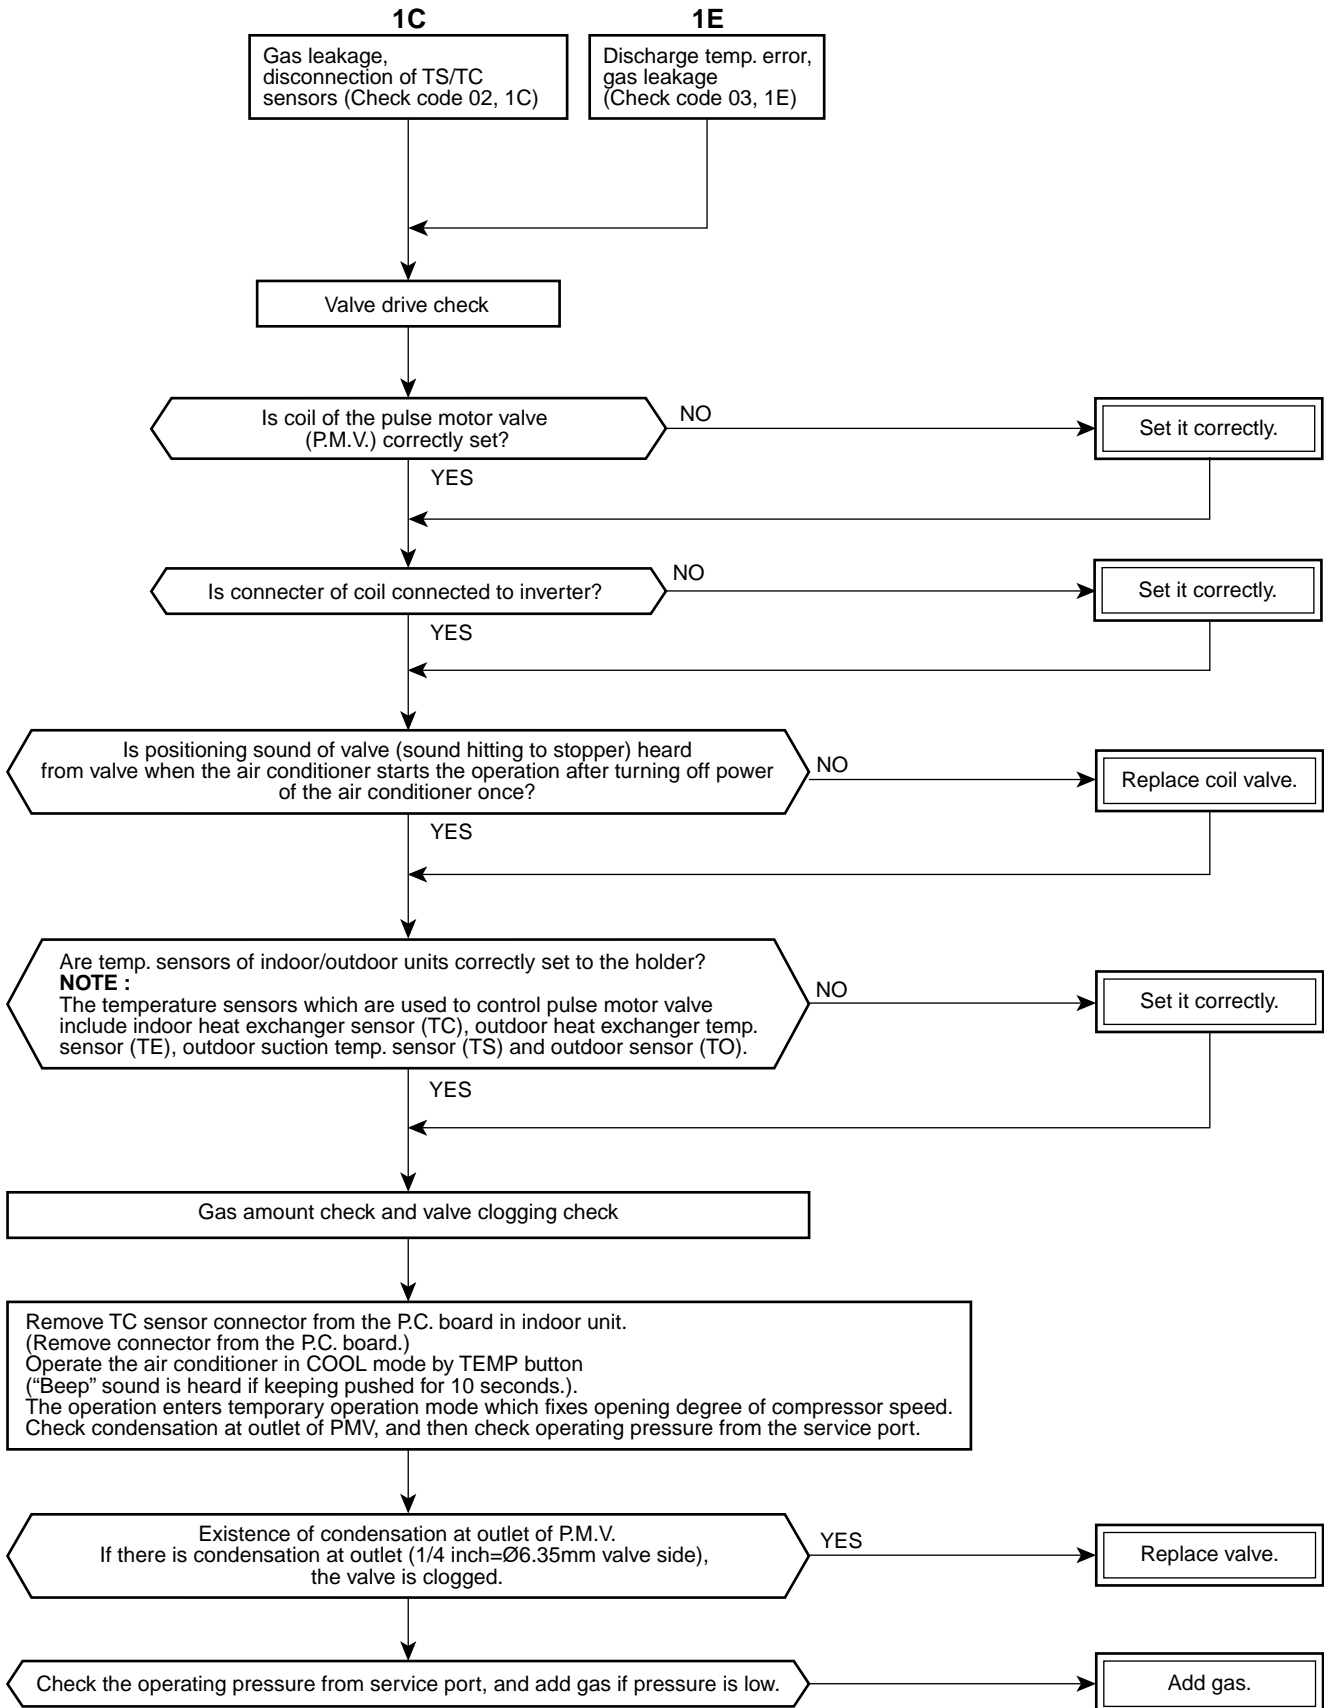 1C
1E
Gas leakage,
disconnection of TS/TC
sensors (Check code 02, 1C)
Discharge temp. error,
gas leakage
(Check code 03, 1E)
Valve drive check
Is coil of the pulse motor valve
(P.M.V.) correctly set?
NO
Set it correctly.
YES
Is connecter of coil connected to inverter?
NO
Set it correctly.
YES
Is positioning sound of valve (sound hitting to stopper) heard
from valve when the air conditioner starts the operation after turning off power
of the air conditioner once?
NO
Replace coil valve.
YES
Are temp. sensors of indoor/outdoor units correctly set to the holder?
NOTE :
The temperature sensors which are used to control pulse motor valve
include indoor heat exchanger sensor (TC), outdoor heat exchanger temp.
sensor (TE), outdoor suction temp. sensor (TS) and outdoor sensor (TO).
NO
Set it correctly.
YES
Gas amount check and valve clogging check
Remove TC sensor connector from the P.C. board in indoor unit.
(Remove connector from the P.C. board.)
Operate the air conditioner in COOL mode by TEMP button
(“Beep” sound is heard if keeping pushed for 10 seconds.).
The operation enters temporary operation mode which fixes opening degree of compressor speed.
Check condensation at outlet of PMV, and then check operating pressure from the service port.
Existence of condensation at outlet of P.M.V.
If there is condensation at outlet (1/4 inch=Ø6.35mm valve side),
the valve is clogged.
YES
Replace valve.
Check the operating pressure from service port, and add gas if pressure is low.
Add gas.